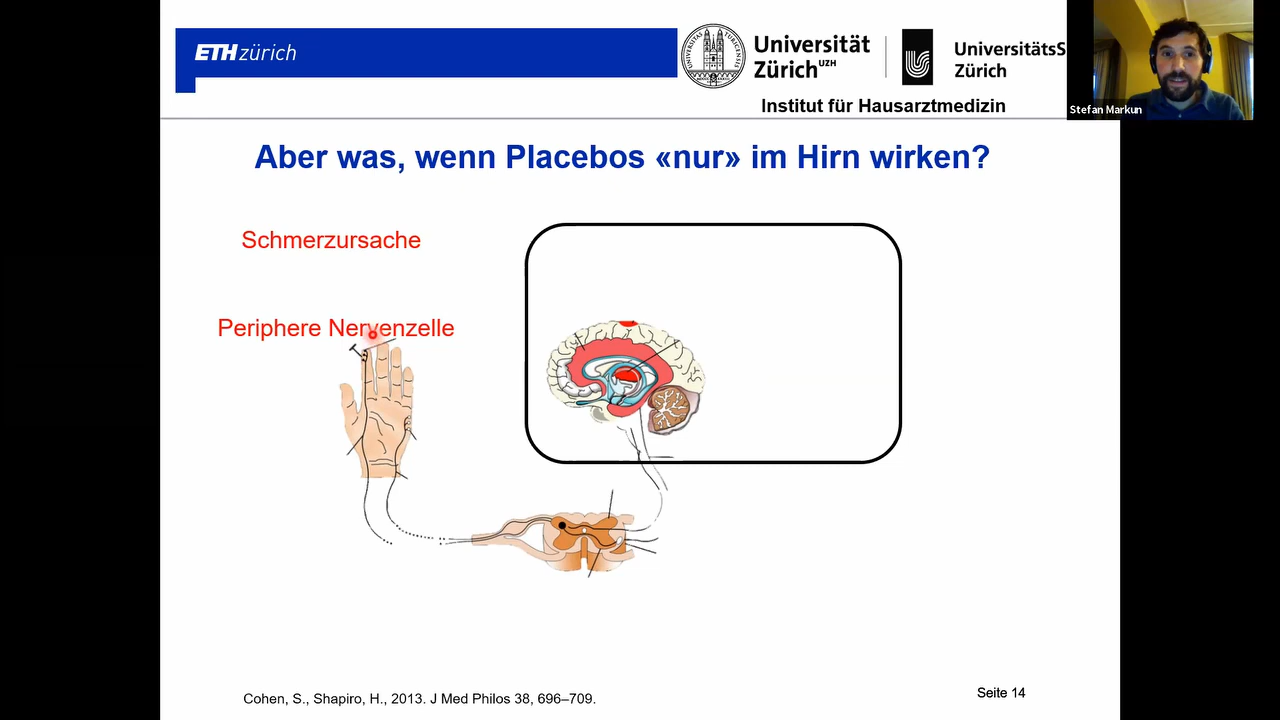 ETH zürich
Universität
Zürich UZH
UniversitätsS
Zürich
Institut für Hausarztmedizin
Stefan Markun
Aber was, wenn Placebos «nur» im Hirn wirken?
Schmerzursache
Periphere Nervenzelle
Cohen, S., Shapiro, H., 2013. J Med Philos 38, 696–709.
Seite 14